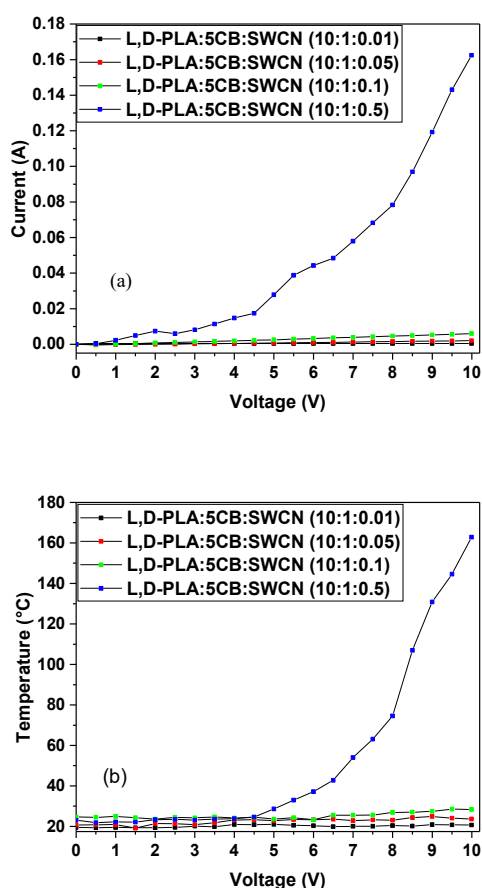 0.18
0.16
0.14
0.12
0.10
0.08
0.06
0.04
0.02
0.00
Current (A)
L,D-PLA:5CB:SWCN (10:1:0.01)
L,D-PLA:5CB:SWCN (10:1:0.05)
L,D-PLA:5CB:SWCN (10:1:0.1)
L,D-PLA:5CB:SWCN (10:1:0.5)
(a)
0 1 2 3 4 5 6 7 8 9 10
Voltage (V)
180
160
140
120
100
80
60
40
20
Temperature (°C)
L,D-PLA:5CB:SWCN (10:1:0.01)
L,D-PLA:5CB:SWCN (10:1:0.05)
L,D-PLA:5CB:SWCN (10:1:0.1)
L,D-PLA:5CB:SWCN (10:1:0.5)
(b)
0 1 2 3 4 5 6 7 8 9 10
Voltage (V)